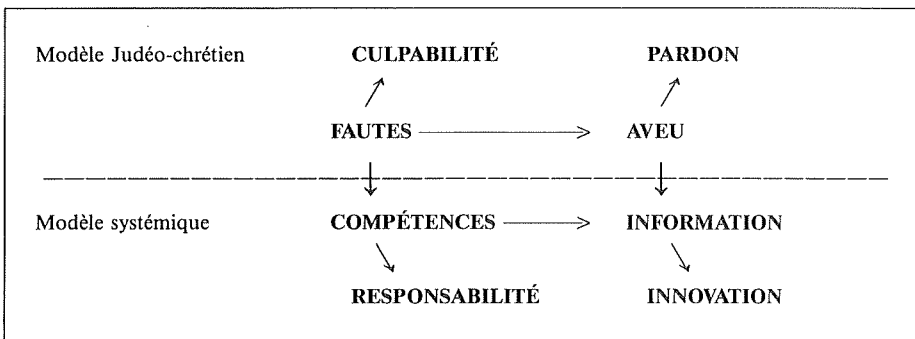 Modèle Judéo-chrétien CULPABILITÉ PARDON
FAUTES AVEU
Modèle systémique COMPÉTENCES INFORMATION
RESPONSABILITÉ INNOVATION